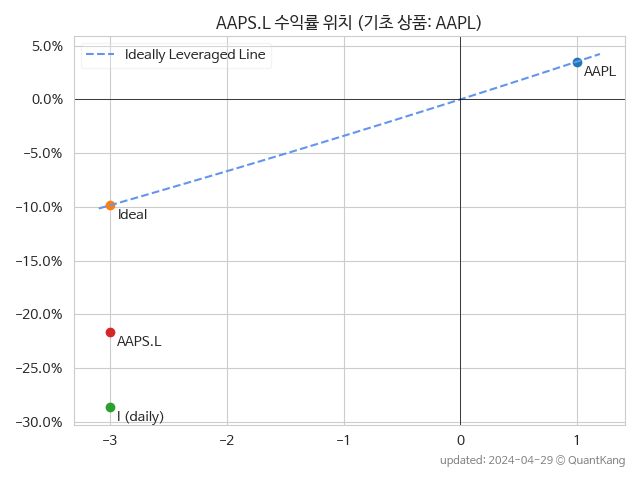 AAPS.L 수익률 위치 (기초 상품: AAPL)
5.0%
Ideally Leveraged Line
AAPL
0.0%
−5.0%
−10.0%
Ideal
−15.0%
−20.0%
AAPS.L
−25.0%
I (daily)
−30.0%
−3 −2 −1 0 1
updated: 2024-04-29 © QuantKang